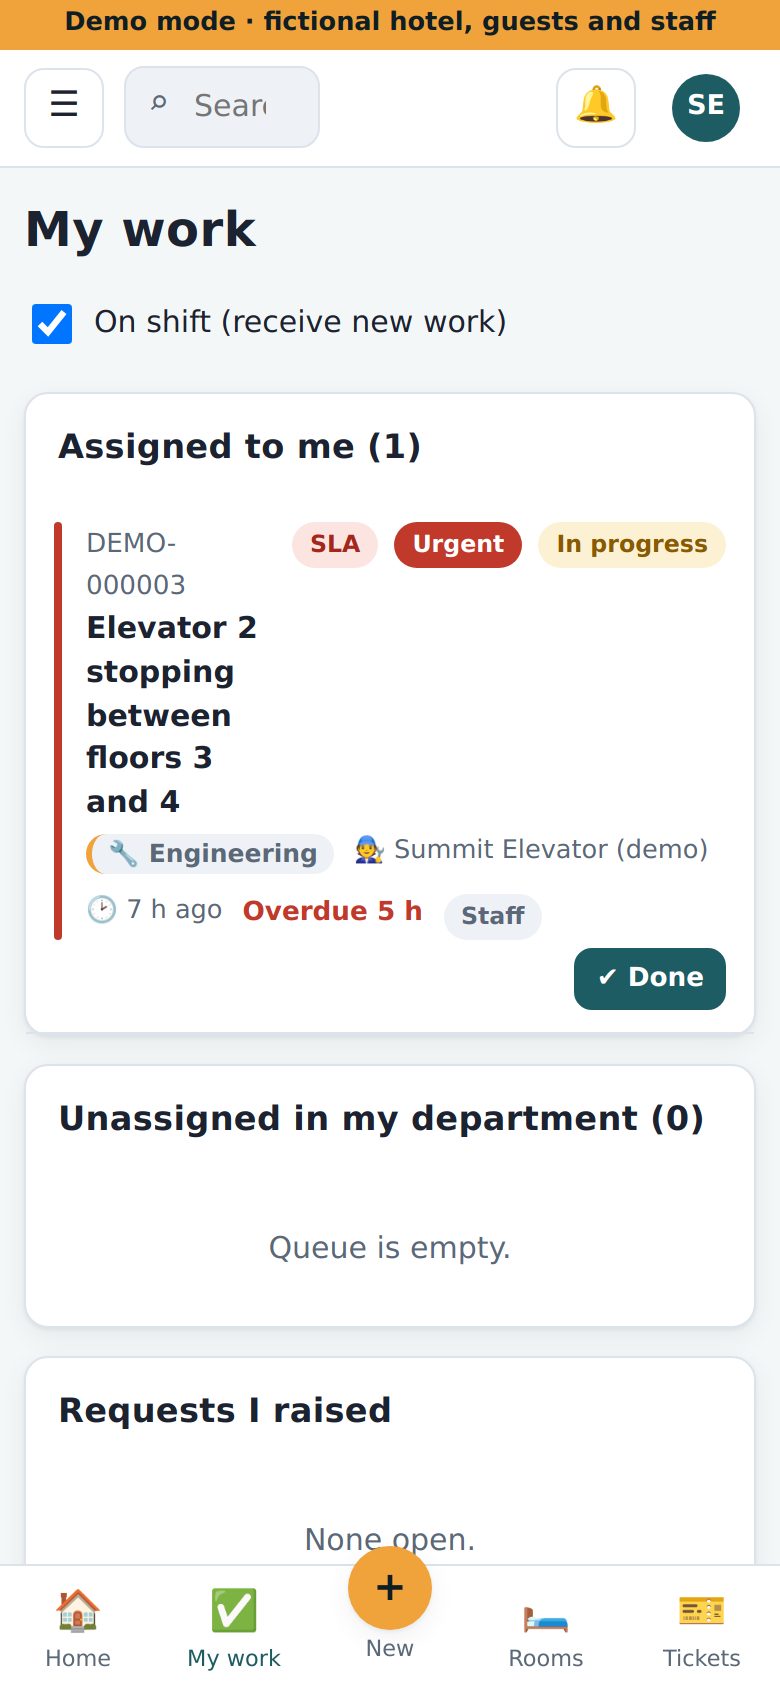 Demo mode · fictional hotel, guests and staff
Sear
SE
My work
On shift (receive new work)
Assigned to me (1)
DEMO-
000003
SLA
Urgent
In progress
Elevator 2
stopping
between
floors 3
and 4
Engineering
Summit Elevator (demo)
7 h ago
Overdue 5 h
Staff
✔ Done
Unassigned in my department (0)
Queue is empty.
Requests I raised
None open.
+
Home
My work
New
Rooms
Tickets